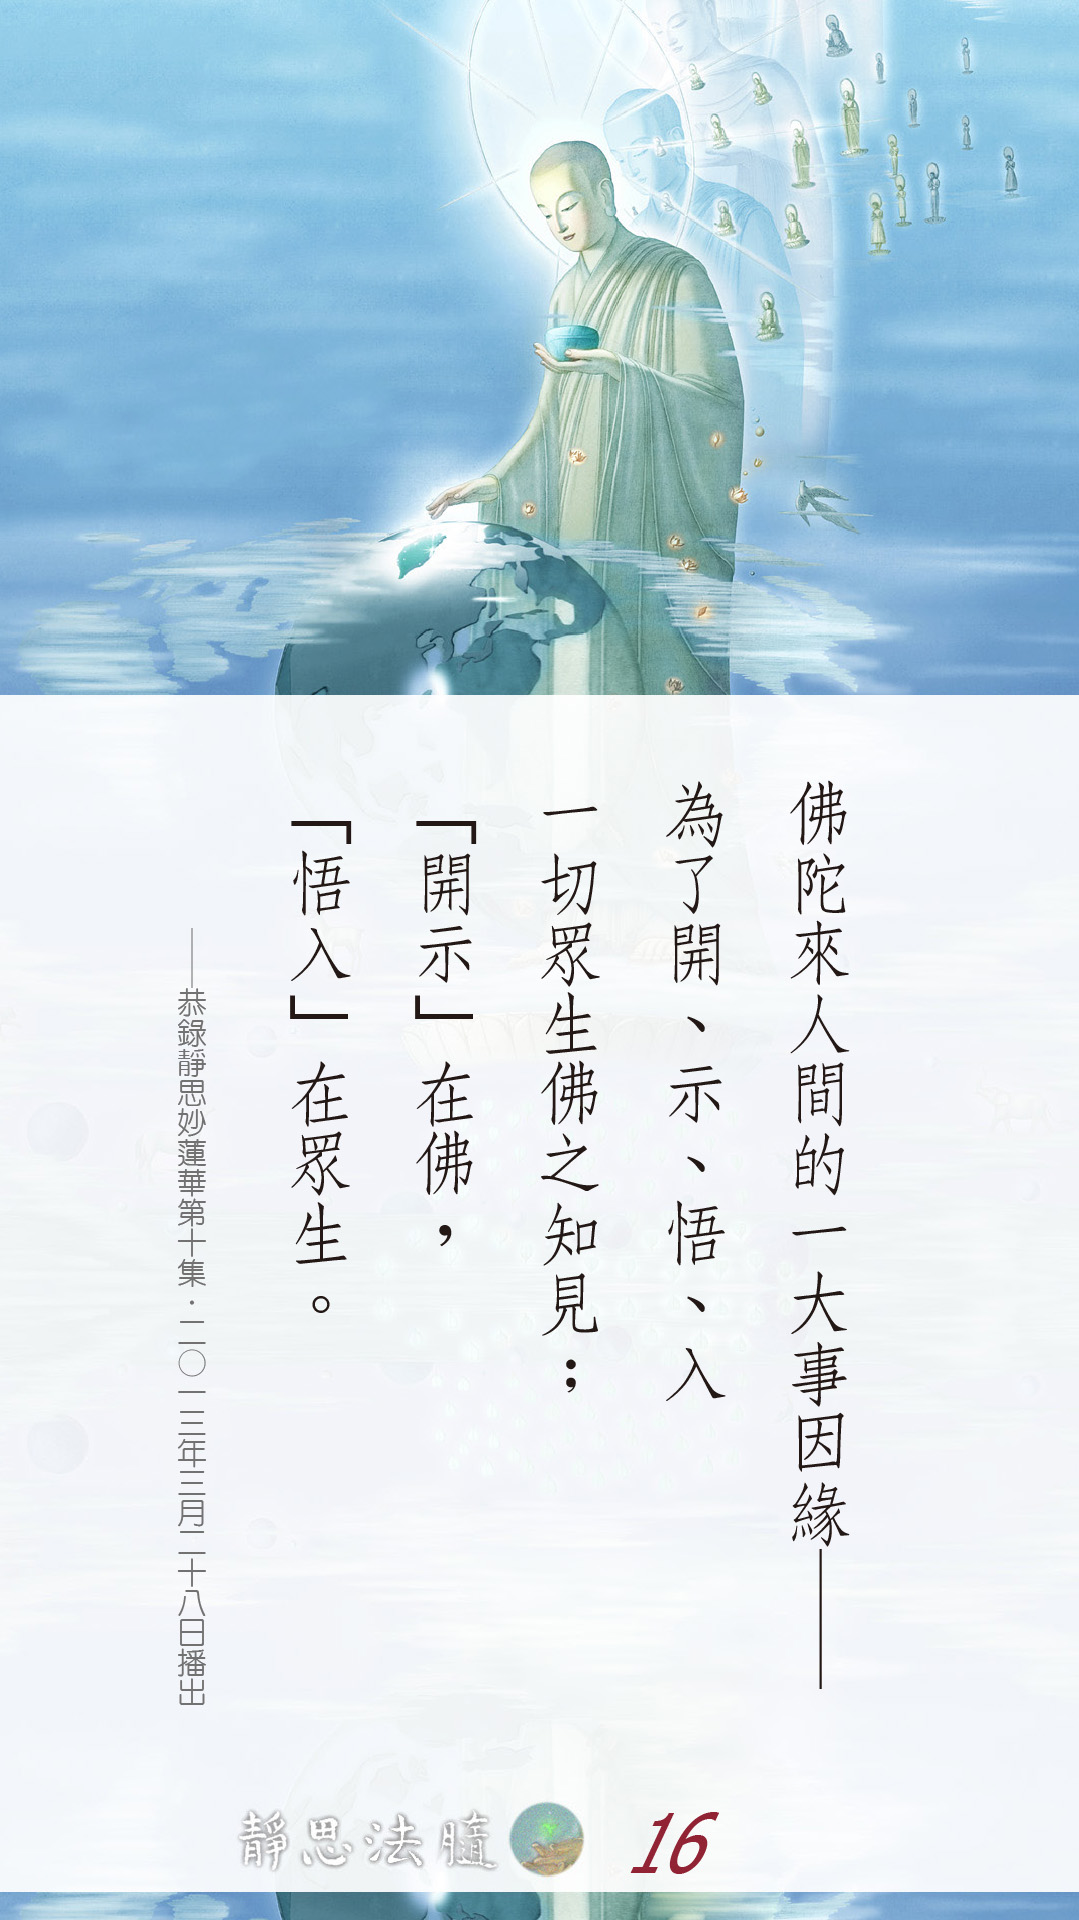 佛陀來人間的一大事因緣——
為了開、示、悟、入
一切眾生佛之知見；
「開示」在佛，
「悟入」在眾生。
——恭錄靜思妙蓮華第十集·二〇一三年三月二十八日播出
靜思法髓
16